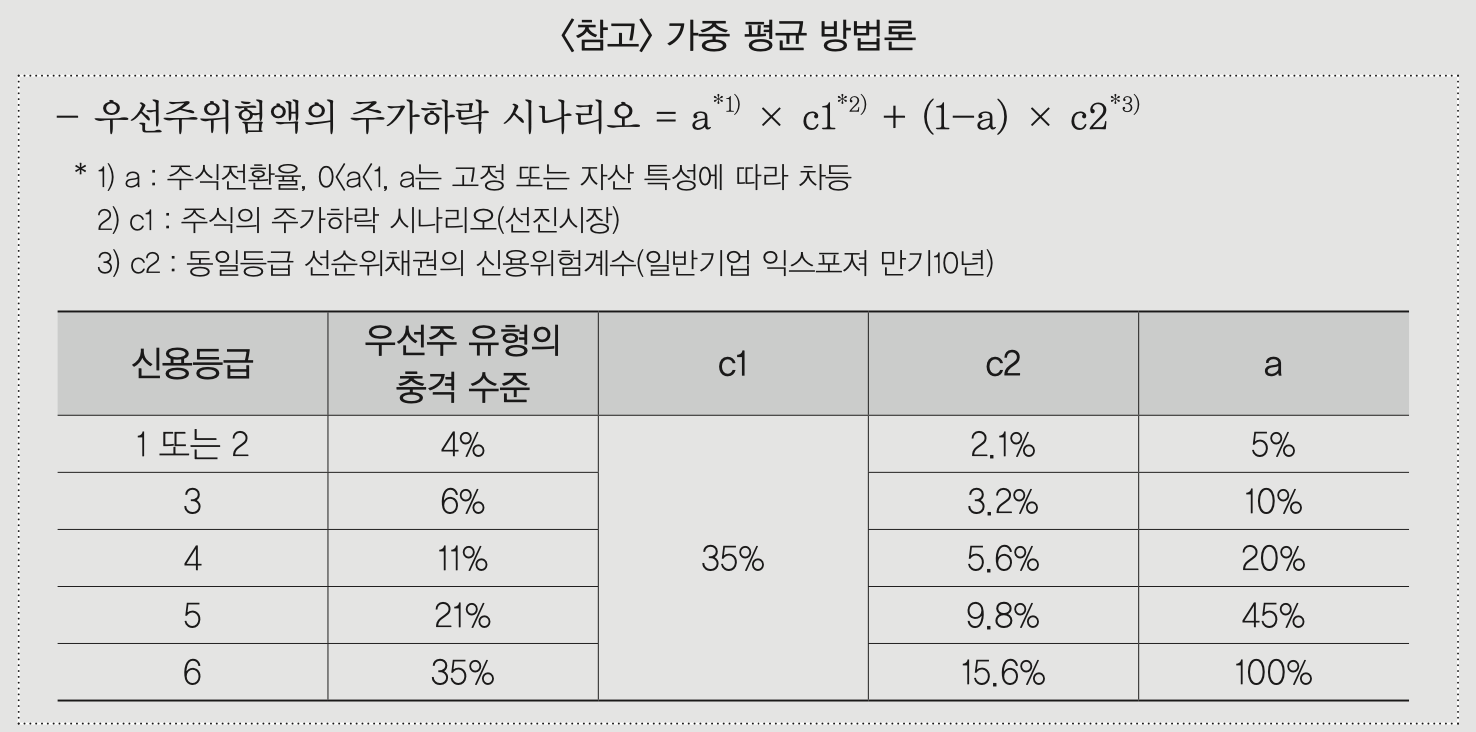 〈참고〉 가중 평균 방법론
- 우선주위험액의 주가하락 시나리오 = a*1) × c1*2) + (1-a) × c2*3)
* 1) a : 주식전환율, 0<a<1, a는 고정 또는 자산 특성에 따라 차등
2) c1 : 주식의 주가하락 시나리오(선진시장)
3) c2 : 동일등급 선순위채권의 신용위험계수(일반기업 익스포져 만기10년)
신용등급 우선주 유형의 충격 수준 c1 c2 a
1 또는 2 4% 2.1% 5%
3 6% 3.2% 10%
4 11% 35% 5.6% 20%
5 21% 9.8% 45%
6 35% 15.6% 100%